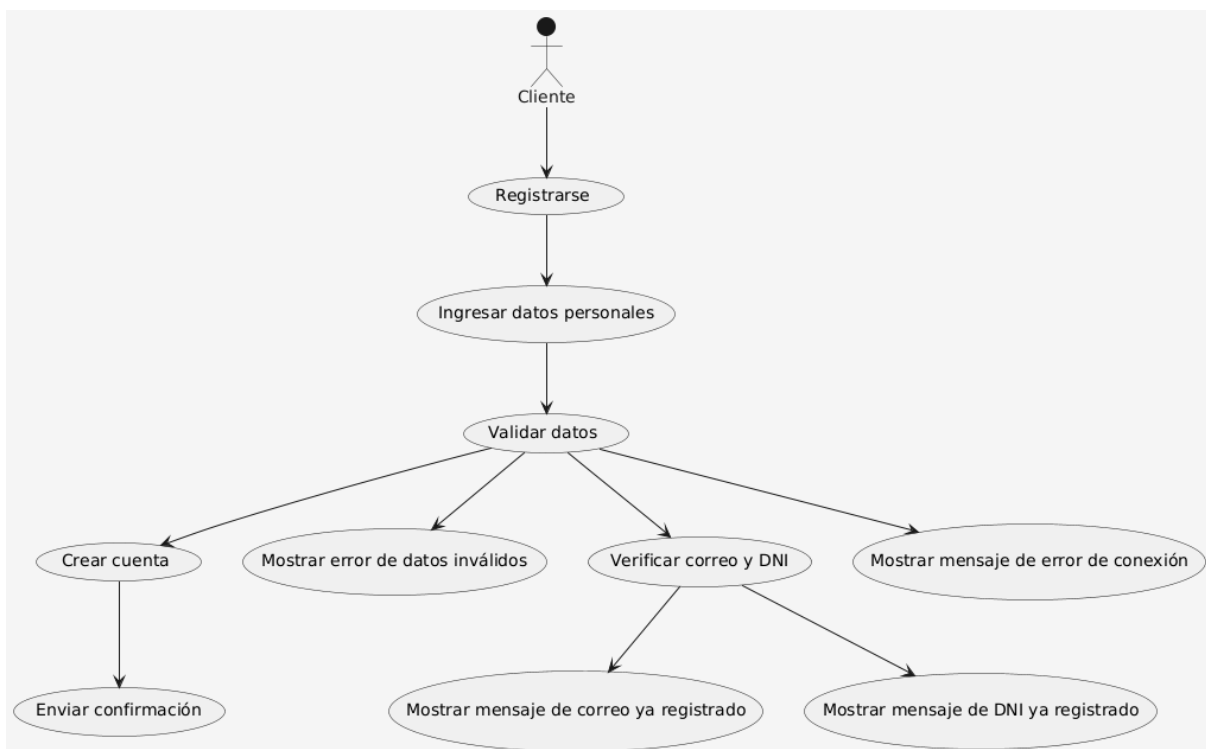 Cliente
Registrarse
Ingresar datos personales
Validar datos
Crear cuenta
Mostrar error de datos inválidos
Verificar correo y DNI
Mostrar mensaje de error de conexión
Enviar confirmación
Mostrar mensaje de correo ya registrado
Mostrar mensaje de DNI ya registrado